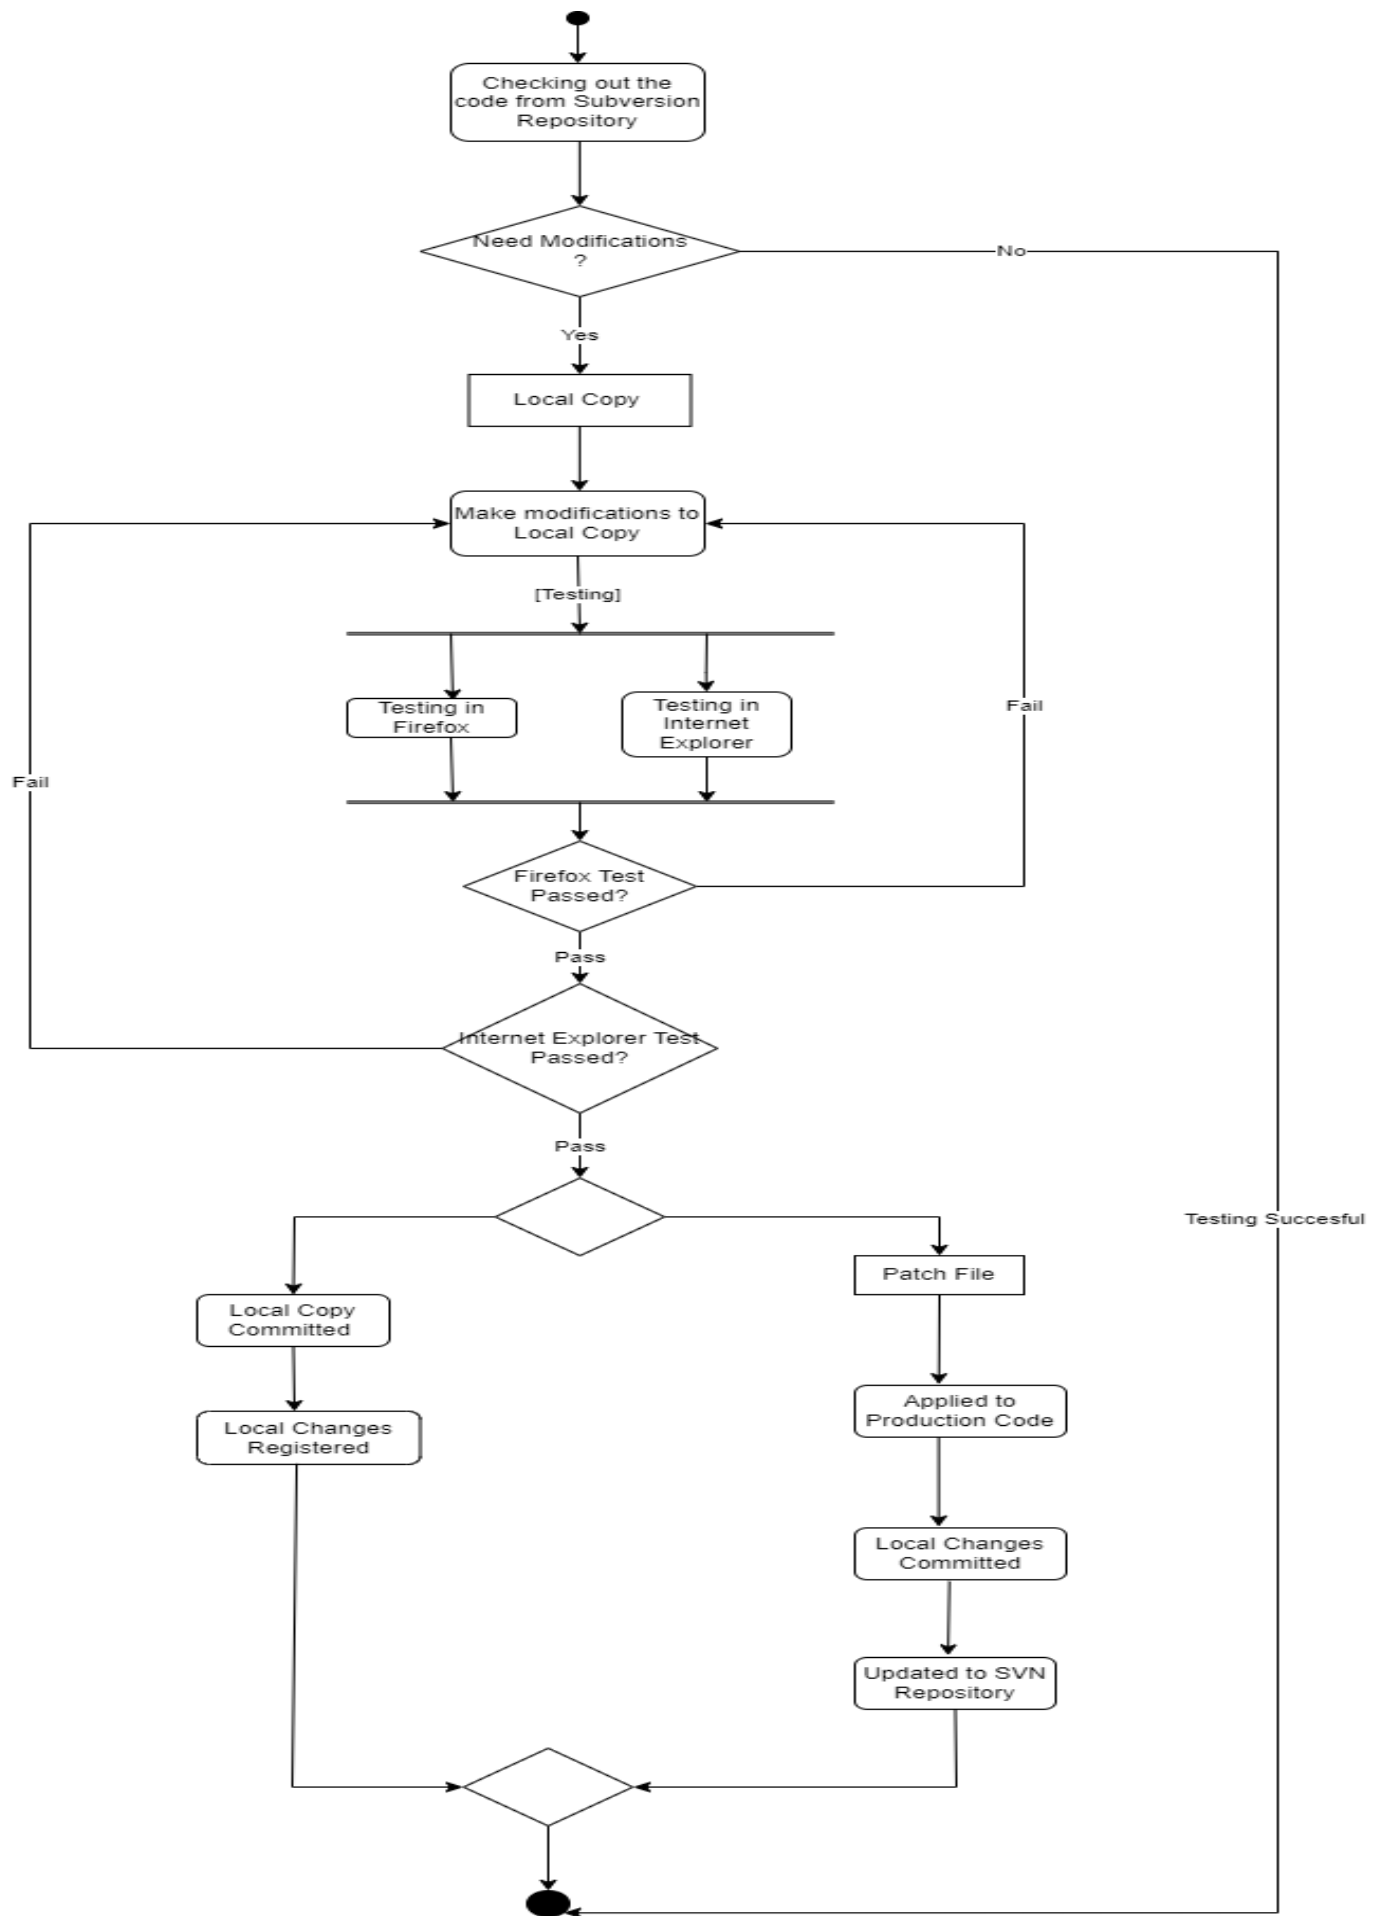 Checking out the
code from Subversion
Repository
Need Modifications
?
No
Yes
Local Copy
Make modifications to
Local Copy
[Testing]
Testing in
Firefox
Testing in
Internet
Explorer
Fail
Fail
Firefox Test
Passed?
Pass
Internet Explorer Test
Passed?
Pass
Testing Succesful
Patch File
Local Copy
Committed
Applied to
Production Code
Local Changes
Registered
Local Changes
Committed
Updated to SVN
Repository